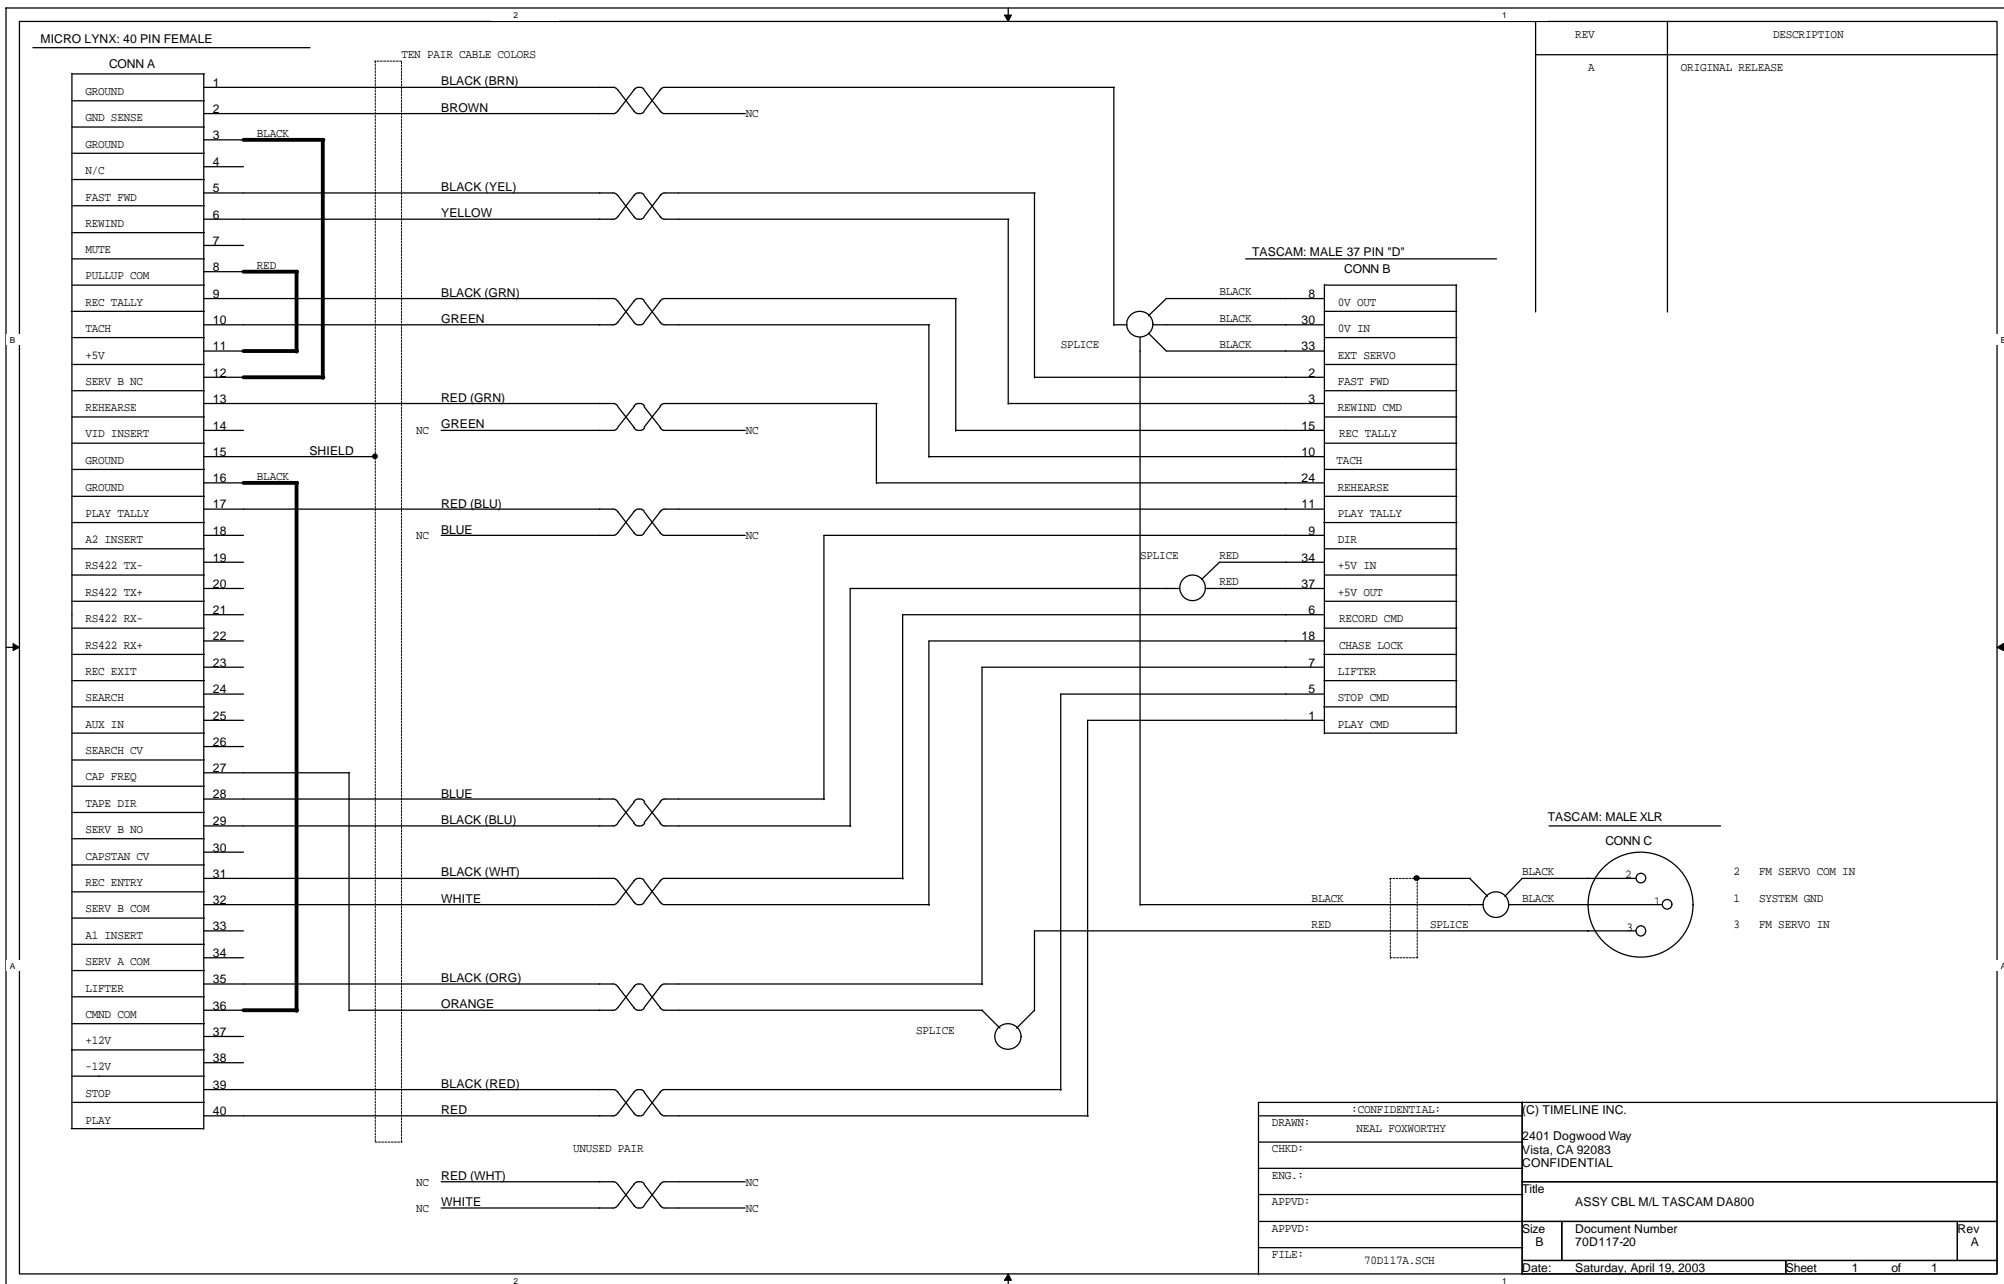 2
1
MICRO LYNX: 40 PIN FEMALE
CONN A
TEN PAIR CABLE COLORS
REV
DESCRIPTION
A
ORIGINAL RELEASE
GROUND 1 BLACK (BRN)
GND SENSE 2 BROWN NC
GROUND 3 BLACK
N/C 4
FAST FWD 5 BLACK (YEL)
REWIND 6 YELLOW
MUTE 7
PULLUP COM 8 RED
REC TALLY 9 BLACK (GRN)
TACH 10 GREEN
+5V 11
SERV B NC 12
REHEARSE 13 RED (GRN)
VID INSERT 14 NC GREEN NC
GROUND 15 SHIELD
GROUND 16 BLACK
PLAY TALLY 17 RED (BLU)
A2 INSERT 18 NC BLUE NC
RS422 TX- 19
RS422 TX+ 20
RS422 RX- 21
RS422 RX+ 22
REC EXIT 23
SEARCH 24
AUX IN 25
SEARCH CV 26
CAP FREQ 27
TAPE DIR 28 BLUE
SERV B NO 29 BLACK (BLU)
CAPSTAN CV 30
REC ENTRY 31 BLACK (WHT)
SERV B COM 32 WHITE
A1 INSERT 33
SERV A COM 34
LIFTER 35 BLACK (ORG)
CMND COM 36 ORANGE
+12V 37
-12V 38
STOP 39 BLACK (RED)
PLAY 40 RED
SPLICE
UNUSED PAIR
NC RED (WHT) NC
NC WHITE NC
TASCAM: MALE 37 PIN "D"
CONN B
BLACK 8 0V OUT
BLACK 30 0V IN
SPLICE
BLACK 33 EXT SERVO
2 FAST FWD
3 REWIND CMD
15 REC TALLY
10 TACH
24 REHEARSE
11 PLAY TALLY
9 DIR
SPLICE RED 34 +5V IN
RED 37 +5V OUT
6 RECORD CMD
18 CHASE LOCK
7 LIFTER
5 STOP CMD
1 PLAY CMD
TASCAM: MALE XLR
CONN C
BLACK 2 2 FM SERVO COM IN
BLACK BLACK 1 1 SYSTEM GND
RED SPLICE 3 3 FM SERVO IN
B
B
A
A
:CONFIDENTIAL:
DRAWN: NEAL FOXWORTHY
CHKD:
ENG.:
APPVD:
APPVD:
FILE: 70D117A.SCH
(C) TIMELINE INC.
2401 Dogwood Way
Vista, CA 92083
CONFIDENTIAL
Title
ASSY CBL M/L TASCAM DA800
Size Document Number Rev
B 70D117-20 A
Date: Saturday, April 19, 2003 Sheet 1 of 1
2
1